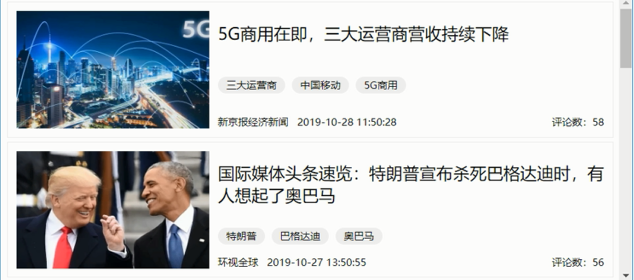 5G
5G商用在即，三大运营商营收持续下降
三大运营商 中国移动 5G商用
新京报经济新闻 2019-10-28 11:50:28 评论数：58
国际媒体头条速览：特朗普宣布杀死巴格达迪时，有
人想起了奥巴马
特朗普 巴格达迪 奥巴马
环视全球 2019-10-27 13:50:55 评论数：56